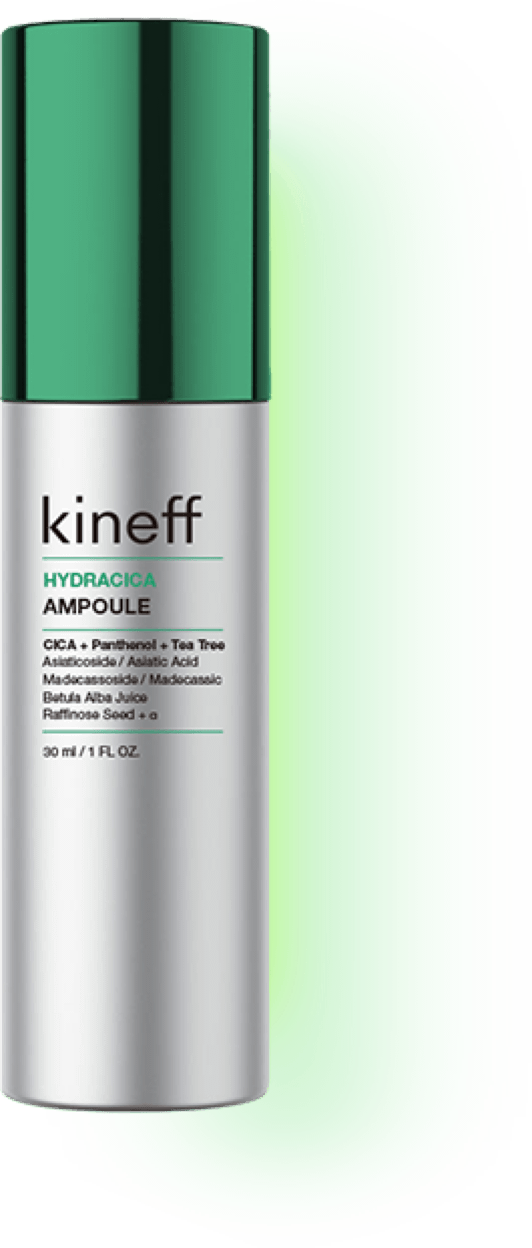 kineff
HYDRACICA
AMPOULE
CICA + Panthenol + Tea Tree
Asiaticoside / Asiatic Acid
Madecassoside / Madecassic
Betula Alba Juice
Raffinose Seed + α
30 ml / 1 FL OZ.